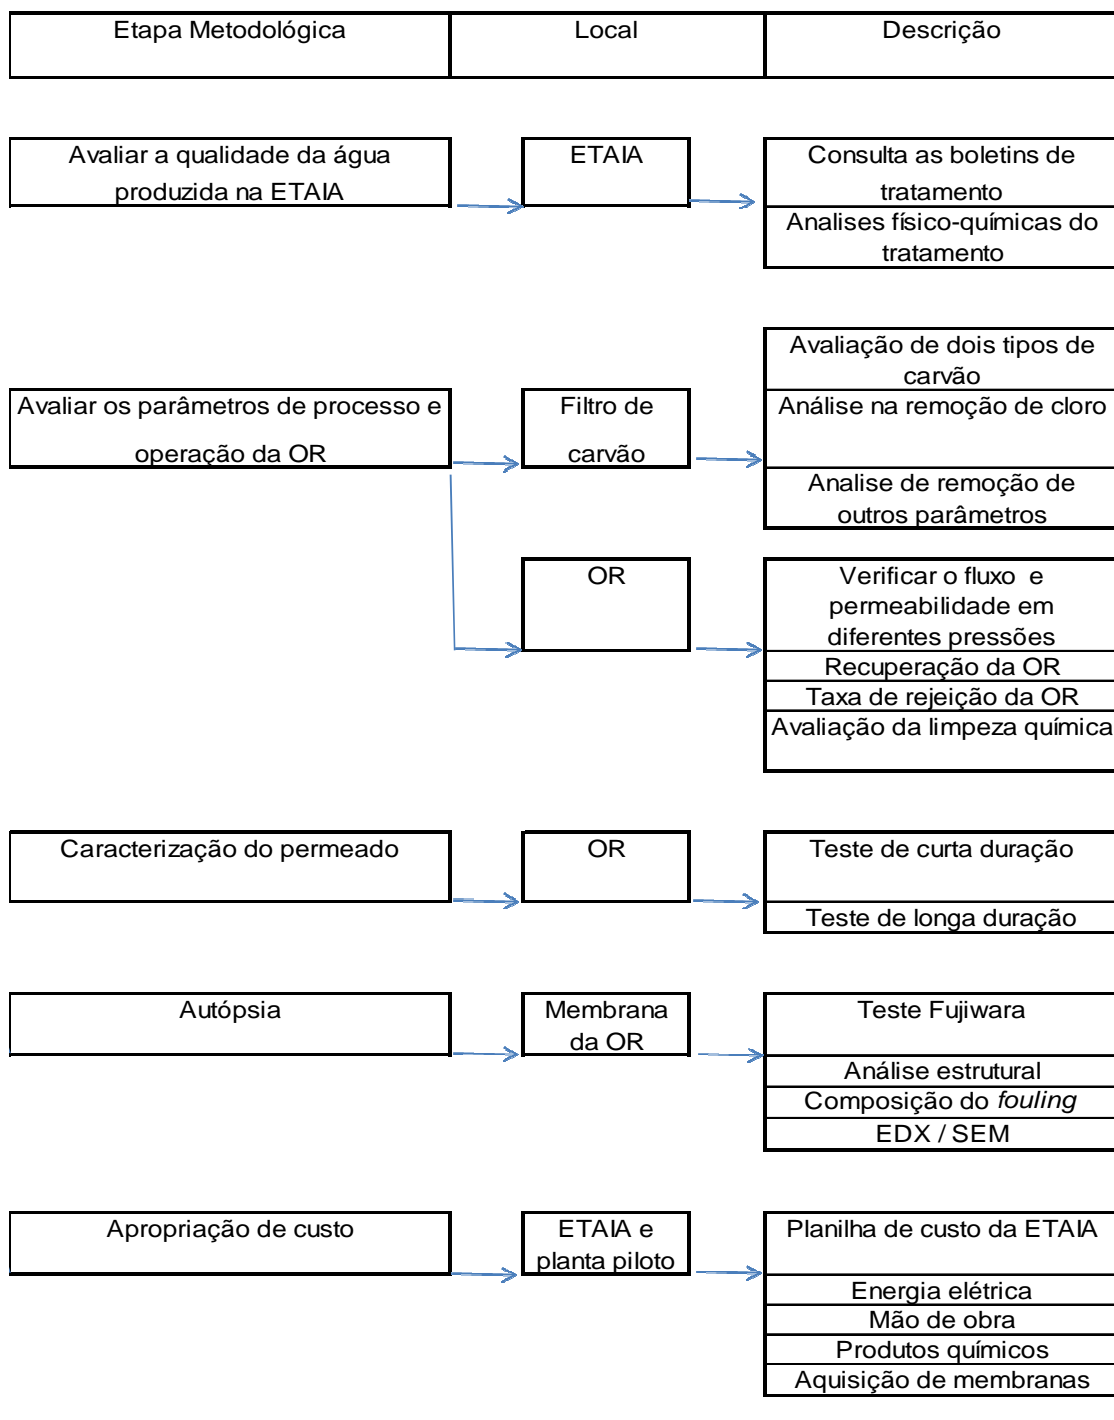 Etapa Metodológica
Local
Descrição
Avaliar a qualidade da água
produzida na ETAIA
ETAIA
Consulta as boletins de
tratamento
Analises físico-químicas do
tratamento
Avaliar os parâmetros de processo e
operação da OR
Filtro de
carvão
Avaliação de dois tipos de
carvão
Análise na remoção de cloro
Analise de remoção de
outros parâmetros
OR
Verificar o fluxo e
permeabilidade em
diferentes pressões
Recuperação da OR
Taxa de rejeição da OR
Avaliação da limpeza química
Caracterização do permeado
OR
Teste de curta duração
Teste de longa duração
Autópsia
Membrana
da OR
Teste Fujiwara
Análise estrutural
Composição do fouling
EDX / SEM
Apropriação de custo
ETAIA e
planta piloto
Planilha de custo da ETAIA
Energia elétrica
Mão de obra
Produtos químicos
Aquisição de membranas